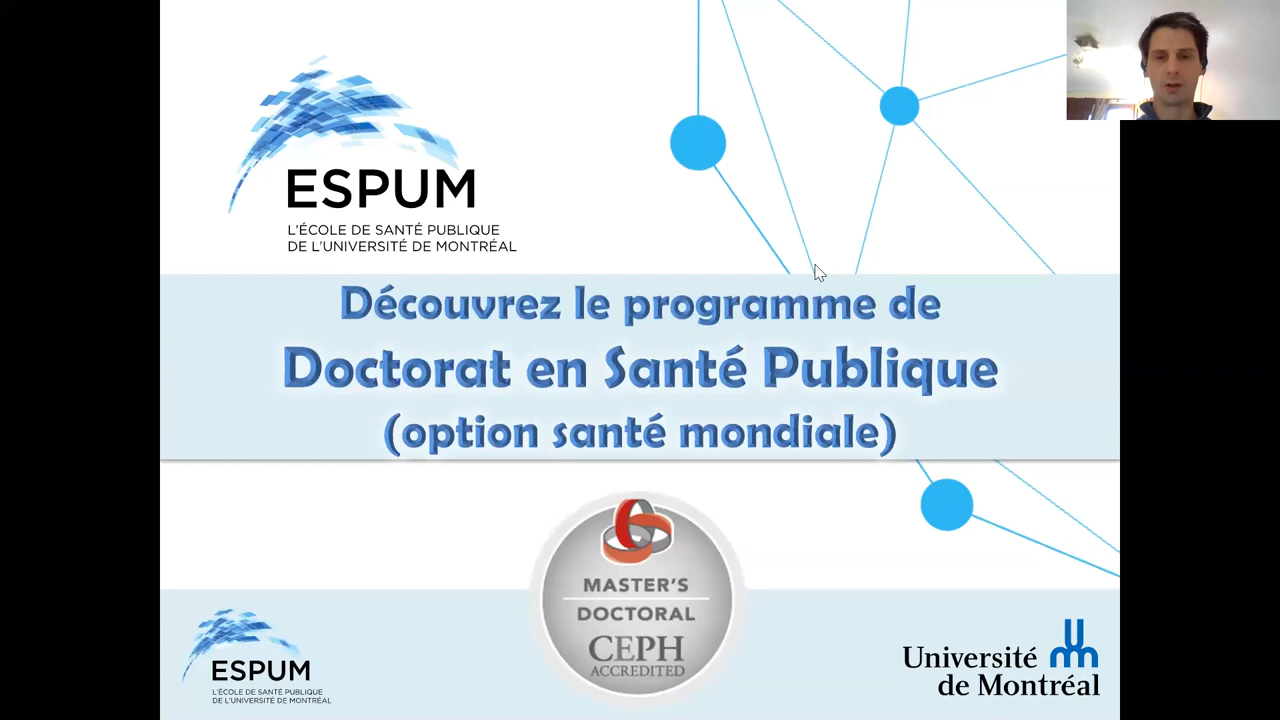 ESPUM
L'ÉCOLE DE SANTÉ PUBLIQUE
DE L'UNIVERSITÉ DE MONTRÉAL
Découvrez le programme de
Doctorat en Santé Publique
(option santé mondiale)
MASTER'S
DOCTORAL
CEPH
ACCREDITED
ESPUM
L'ÉCOLE DE SANTÉ PUBLIQUE
DE L'UNIVERSITÉ DE MONTRÉAL
Université
de Montréal